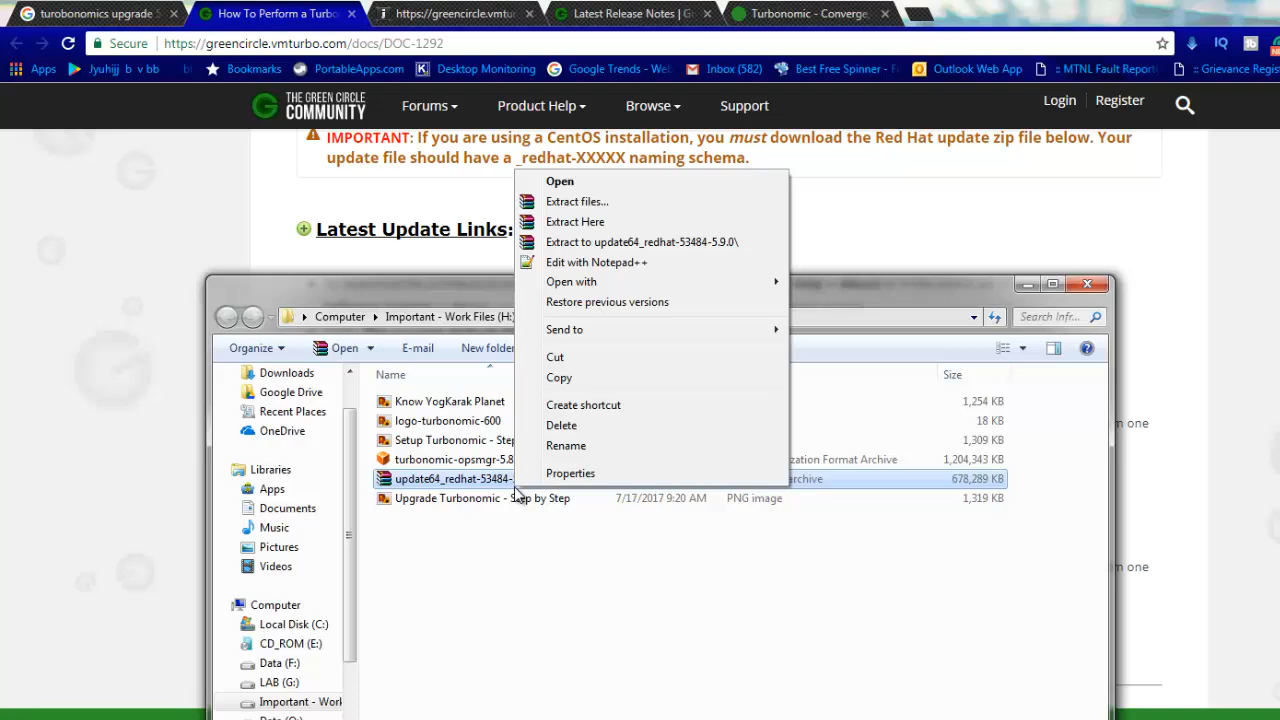 turobonomics upgrade 5
How To Perform a Turbo
https://greencircle.vmtur
Latest Release Notes | G
Turbonomic - Converge
Secure
https://greencircle.vmturbo.com/docs/DOC-1292
Apps
Jyuhijj b v b b
Bookmarks
PortableApps.com
Desktop Monitoring
Google Trends - Web
Inbox (582)
Best Free Spinner - F
Outlook Web App
:: MTNL Fault Report
:: Grievance Regis
THE GREEN CIRCLE
COMMUNITY
Forums
Product Help
Browse
Support
Login
Register
IMPORTANT: If you are using a CentOS installation, you must download the Red Hat update zip file below. Your
update file should have a _redhat-XXXXX naming schema.
Latest Update Links:
Open
Extract files...
Extract Here
Extract to update64_redhat-53484-5.9.0\
Edit with Notepad++
Open with
Restore previous versions
Send to
Cut
Copy
Create shortcut
Delete
Rename
Properties
Computer
Important - Work Files (H:)
Search Infr...
Organize
Open
E-mail
New folder
Name
Size
Downloads
Google Drive
Recent Places
OneDrive
Libraries
Apps
Documents
Music
Pictures
Videos
Computer
Local Disk (C:)
CD_ROM (E:)
Data (F:)
LAB (G:)
Important - Work
Know YogKarak Planet
1,254 KB
logo-turbonomic-600
18 KB
Setup Turbonomic - Step
1,309 KB
turbonomic-opsmgr-5.8
ization Format Archive
1,204,343 KB
update64_redhat-53484-
archive
678,289 KB
Upgrade Turbonomic - Step by Step
7/17/2017 9:20 AM
PNG image
1,319 KB
m one
m one